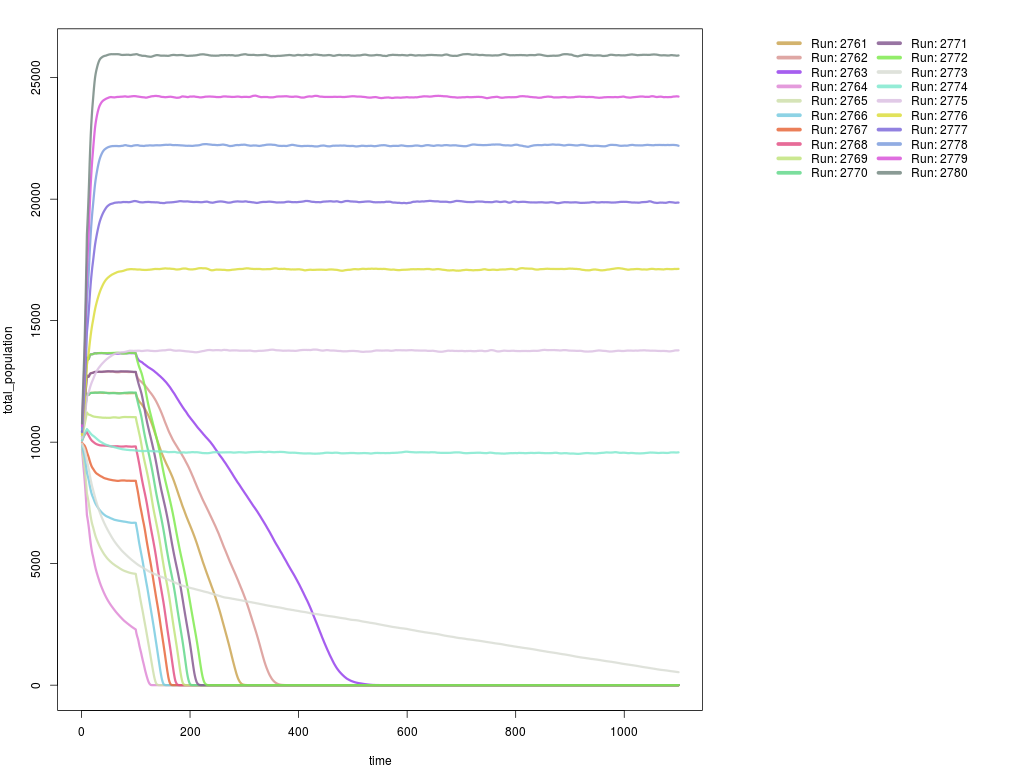 Run: 2761 Run: 2771
Run: 2762 Run: 2772
Run: 2763 Run: 2773
Run: 2764 Run: 2774
Run: 2765 Run: 2775
Run: 2766 Run: 2776
Run: 2767 Run: 2777
Run: 2768 Run: 2778
Run: 2769 Run: 2779
Run: 2770 Run: 2780
total_population
25000
20000
15000
10000
5000
0
0 200 400 600 800 1000
time